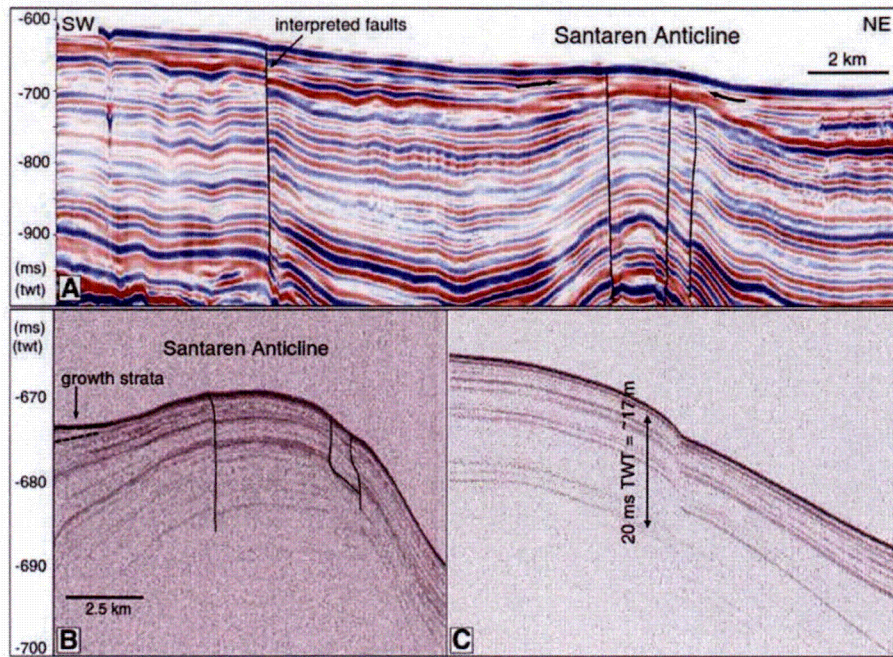 -600
SW
interpreted faults
Santaren Anticline
NE
2 km
-700
-800
-900
(ms)
(twt)
A
(ms)
(twt)
Santaren Anticline
growth strata
-670
-680
20 ms TWT = ~17 m
-690
2.5 km
-700
B
C